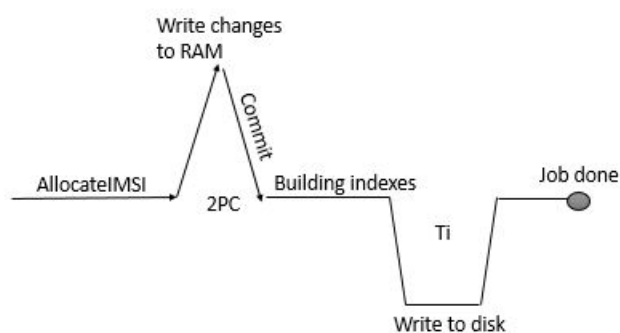 Write changes
to RAM
Commit
AllocateIMSI
2PC
Building indexes
Ti
Job done
Write to disk